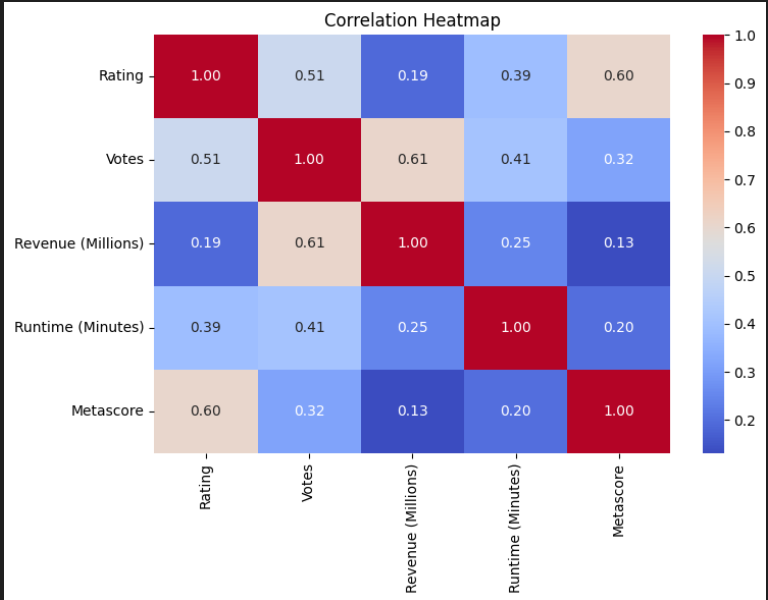 Correlation Heatmap
Rating 1.00 0.51 0.19 0.39 0.60
Votes 0.51 1.00 0.61 0.41 0.32
Revenue (Millions) 0.19 0.61 1.00 0.25 0.13
Runtime (Minutes) 0.39 0.41 0.25 1.00 0.20
Metascore 0.60 0.32 0.13 0.20 1.00
Rating
Votes
Revenue (Millions)
Runtime (Minutes)
Metascore
1.0
0.9
0.8
0.7
0.6
0.5
0.4
0.3
0.2